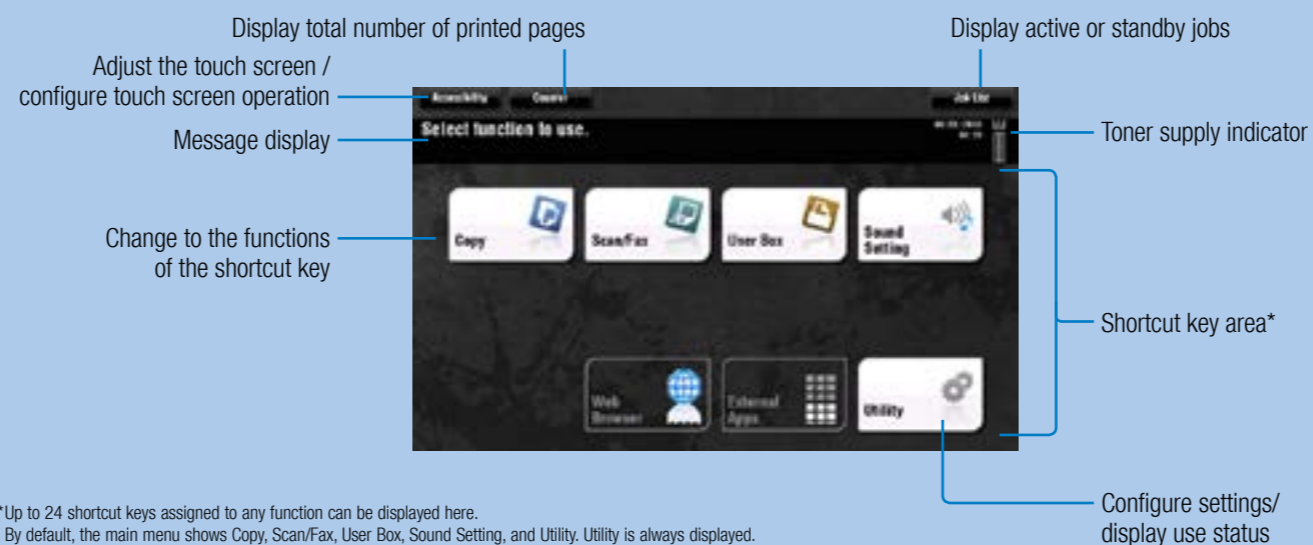 Display total number of printed pages
Display active or standby jobs
Adjust the touch screen /
configure touch screen operation
Accessibility
Counter
Job List
Message display
Select function to use.
Toner supply indicator
Change to the functions
of the shortcut key
Copy
Scan/Fax
User Box
Sound
Setting
Shortcut key area*
Web
Browser
External
Apps
Utility
*Up to 24 shortcut keys assigned to any function can be displayed here.
By default, the main menu shows Copy, Scan/Fax, User Box, Sound Setting, and Utility. Utility is always displayed.
Configure settings/
display use status